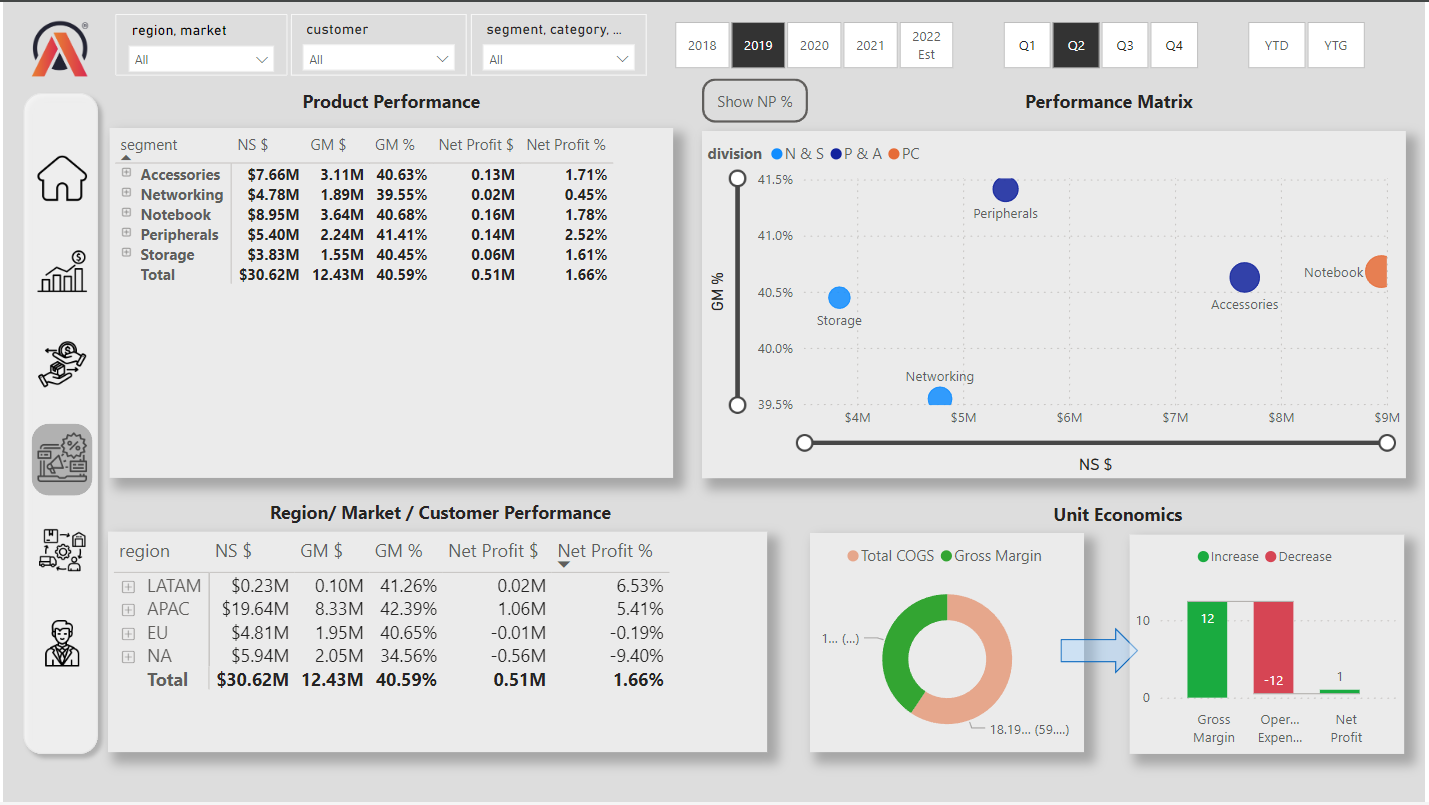 region, market
All
customer
All
segment, category, ...
All
2018
2019
2020
2021
2022
Est
Q1
Q2
Q3
Q4
YTD
YTG
®
Product Performance
Show NP %
Performance Matrix
segment NS $ GM $ GM % Net Profit $ Net Profit %
Accessories $7.66M 3.11M 40.63% 0.13M 1.71%
Networking $4.78M 1.89M 39.55% 0.02M 0.45%
Notebook $8.95M 3.64M 40.68% 0.16M 1.78%
Peripherals $5.40M 2.24M 41.41% 0.14M 2.52%
Storage $3.83M 1.55M 40.45% 0.06M 1.61%
Total $30.62M 12.43M 40.59% 0.51M 1.66%
division N & S P & A PC
41.5%
41.0%
40.5%
40.0%
39.5%
GM %
Peripherals
Notebook
Accessories
Storage
Networking
$4M $5M $6M $7M $8M $9M
NS $
Region/ Market / Customer Performance
region NS $ GM $ GM % Net Profit $ Net Profit %
LATAM $0.23M 0.10M 41.26% 0.02M 6.53%
APAC $19.64M 8.33M 42.39% 1.06M 5.41%
EU $4.81M 1.95M 40.65% -0.01M -0.19%
NA $5.94M 2.05M 34.56% -0.56M -9.40%
Total $30.62M 12.43M 40.59% 0.51M 1.66%
Unit Economics
Total COGS Gross Margin
1... (...)
18.19... (59....)
Increase Decrease
10
0
12
-12
1
Gross
Margin
Oper...
Expen...
Net
Profit